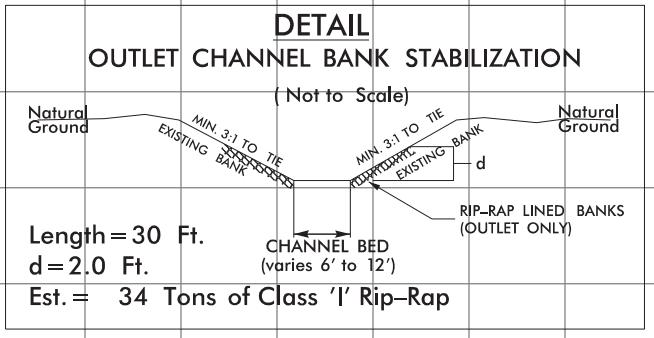 DETAIL
OUTLET CHANNEL BANK STABILIZATION
( Not to Scale)
Natural
Ground
MIN. 3:1 TO TIE
EXISTING BANK
MIN. 3:1 TO TIE
EXISTING BANK
Natural
Ground
d
RIP-RAP LINED BANKS
(OUTLET ONLY)
CHANNEL BED
(varies 6' to 12')
Length=30 Ft.
d=2.0 Ft.
Est.= 34 Tons of Class 'I' Rip-Rap